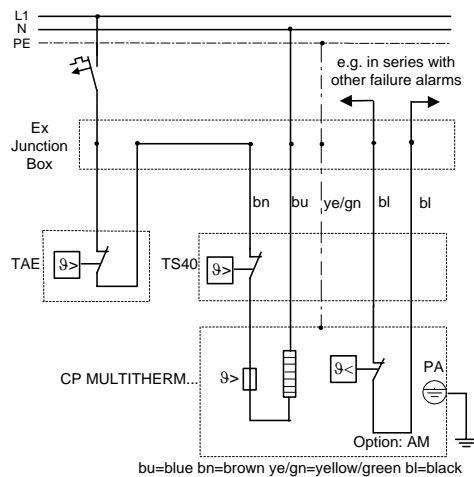 L1
N
PE
e.g. in series with
other failure alarms
Ex
Junction
Box
bn
bu
ye/gn
bl
bl
TAE
ϑ>
TS40
ϑ>
CP MULTITHERM...
ϑ>
ϑ<
PA
Option: AM
bu=blue bn=brown ye/gn=yellow/green bl=black